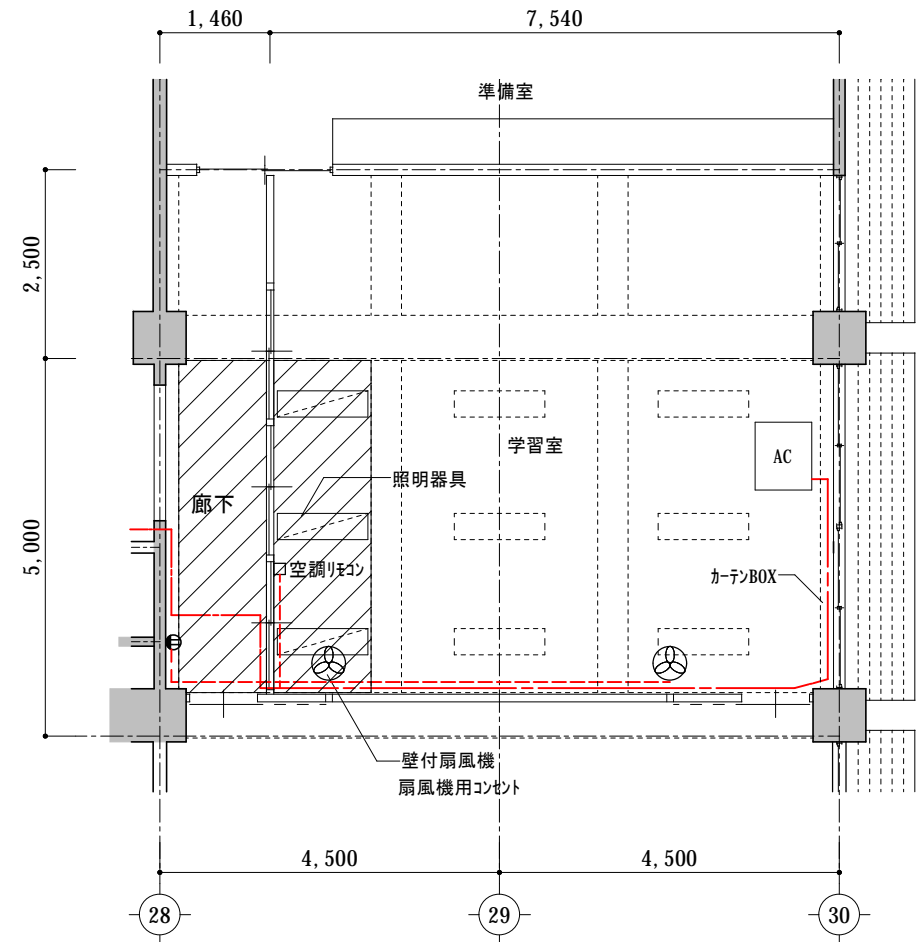 1,460
7,540
準備室
2,500
学習室
AC
照明器具
廊下
5,000
空調リモコン
カーテンBOX
壁付扇風機
扇風機用コンセント
4,500
4,500
28
29
30